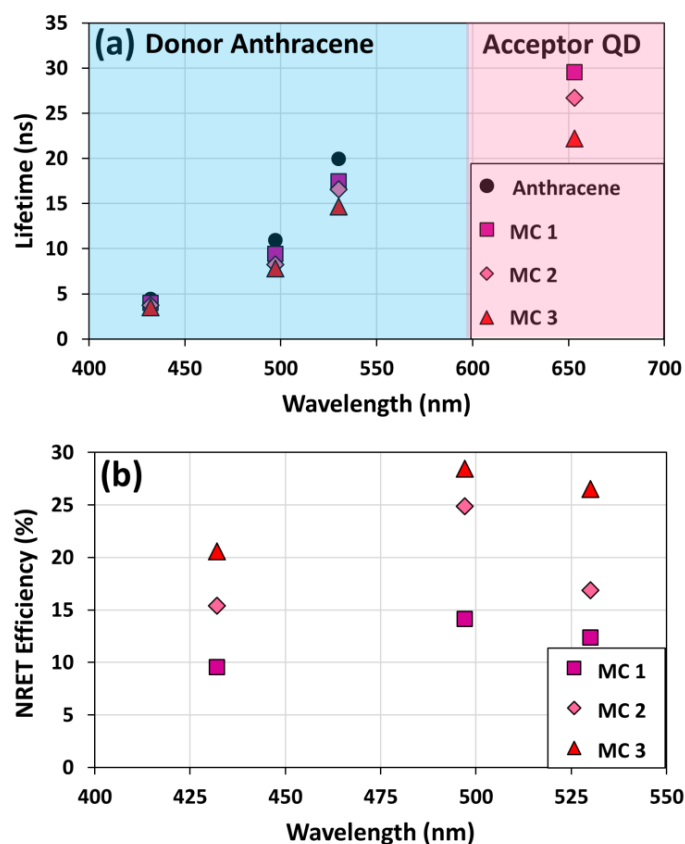 (a) Donor Anthracene Acceptor QD
35
30
25
20
15
10
5
0
Lifetime (ns)
Anthracene
MC 1
MC 2
MC 3
400 450 500 550 600 650 700
Wavelength (nm)
(b)
30
25
20
15
10
5
0
NRET Efficiency (%)
MC 1
MC 2
MC 3
400 425 450 475 500 525 550
Wavelength (nm)